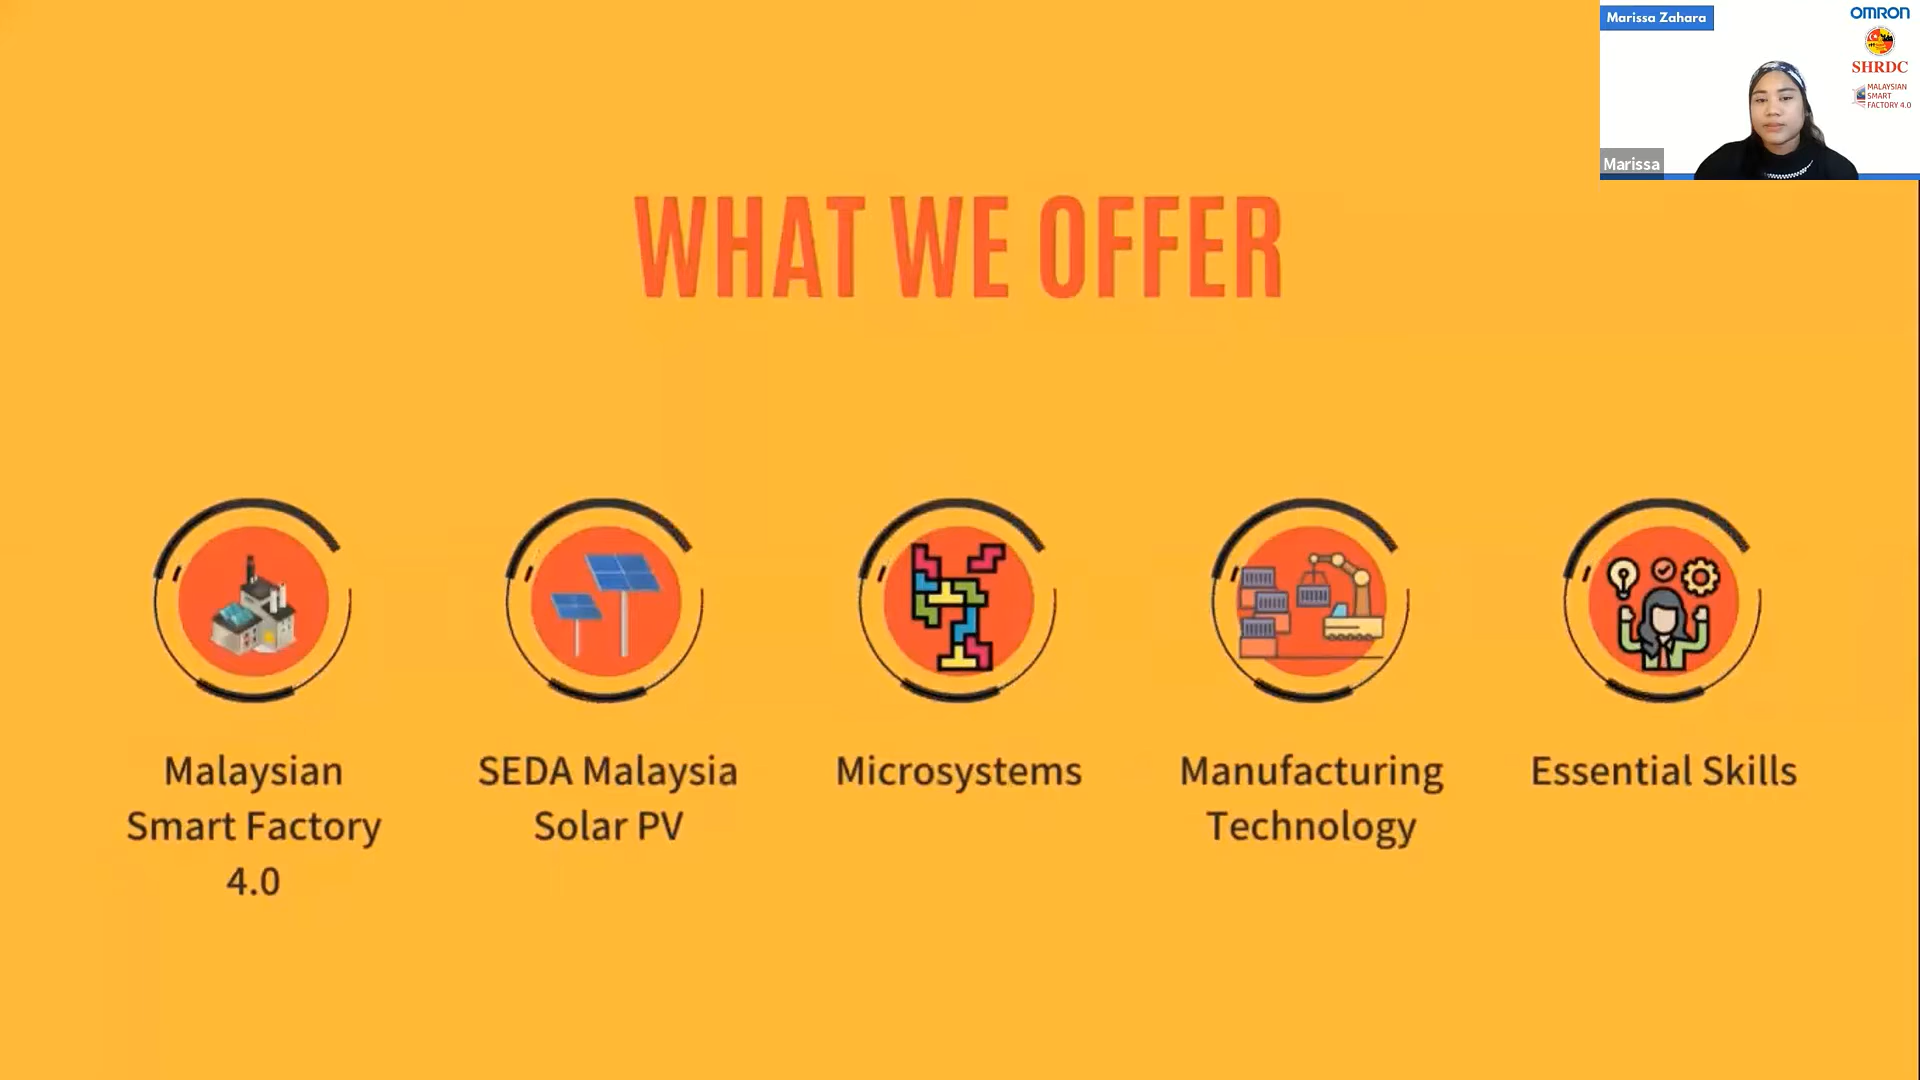 Marissa Zahara
OMRON
SHRDC
MALAYSIAN
SMART
FACTORY 4.0
Marissa
WHAT WE OFFER
Malaysian
Smart Factory
4.0
SEDA Malaysia
Solar PV
Microsystems
Manufacturing
Technology
Essential Skills